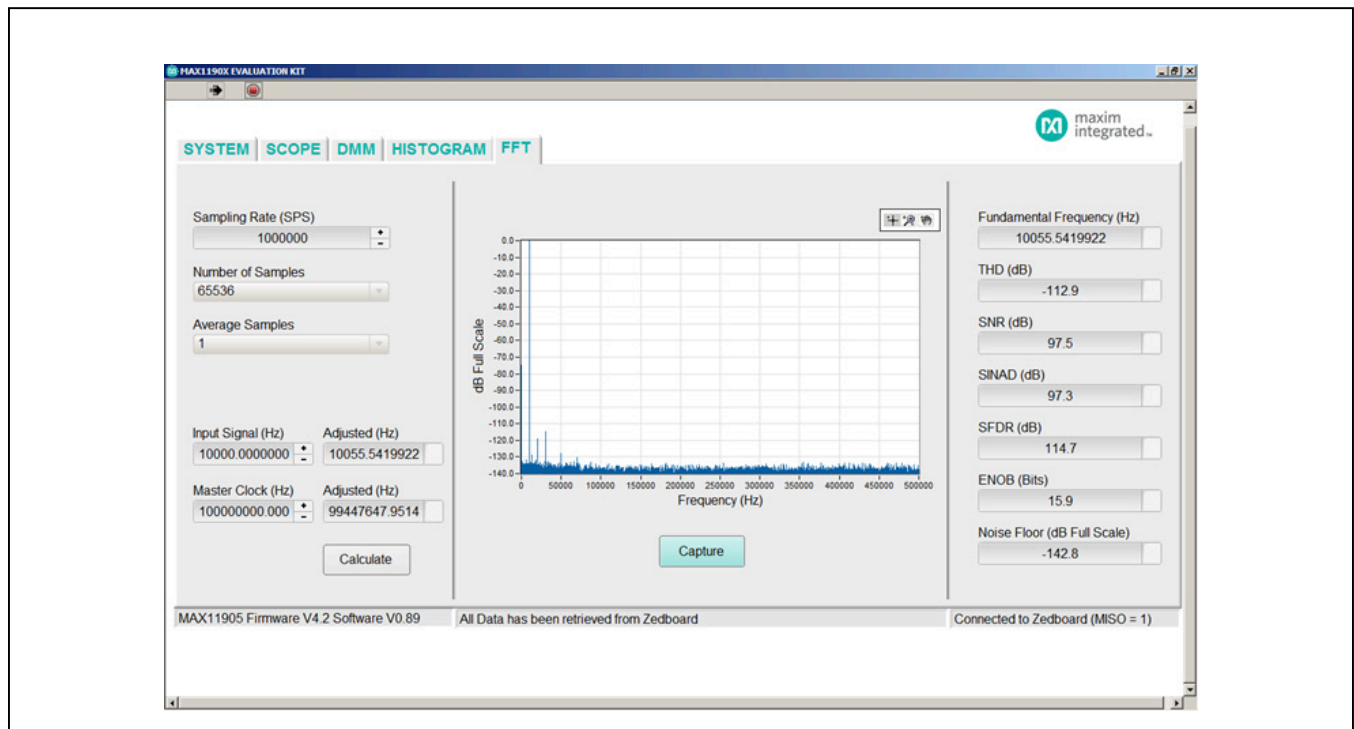 MAX1190X EVALUATION KIT
maxim
integrated™
SYSTEM
SCOPE
DMM
HISTOGRAM
FFT
Sampling Rate (SPS)
1000000
Number of Samples
65536
Average Samples
1
Input Signal (Hz)
10000.0000000
Adjusted (Hz)
10055.5419922
Master Clock (Hz)
100000000.000
Adjusted (Hz)
99447647.9514
Calculate
dB Full Scale
0.0
-10.0
-20.0
-30.0
-40.0
-50.0
-60.0
-70.0
-80.0
-90.0
-100.0
-110.0
-120.0
-130.0
-140.0
0 50000 100000 150000 200000 250000 300000 350000 400000 450000 500000
Frequency (Hz)
Capture
Fundamental Frequency (Hz)
10055.5419922
THD (dB)
-112.9
SNR (dB)
97.5
SINAD (dB)
97.3
SFDR (dB)
114.7
ENOB (Bits)
15.9
Noise Floor (dB Full Scale)
-142.8
MAX11905 Firmware V4.2 Software V0.89
All Data has been retrieved from Zedboard
Connected to Zedboard (MISO = 1)